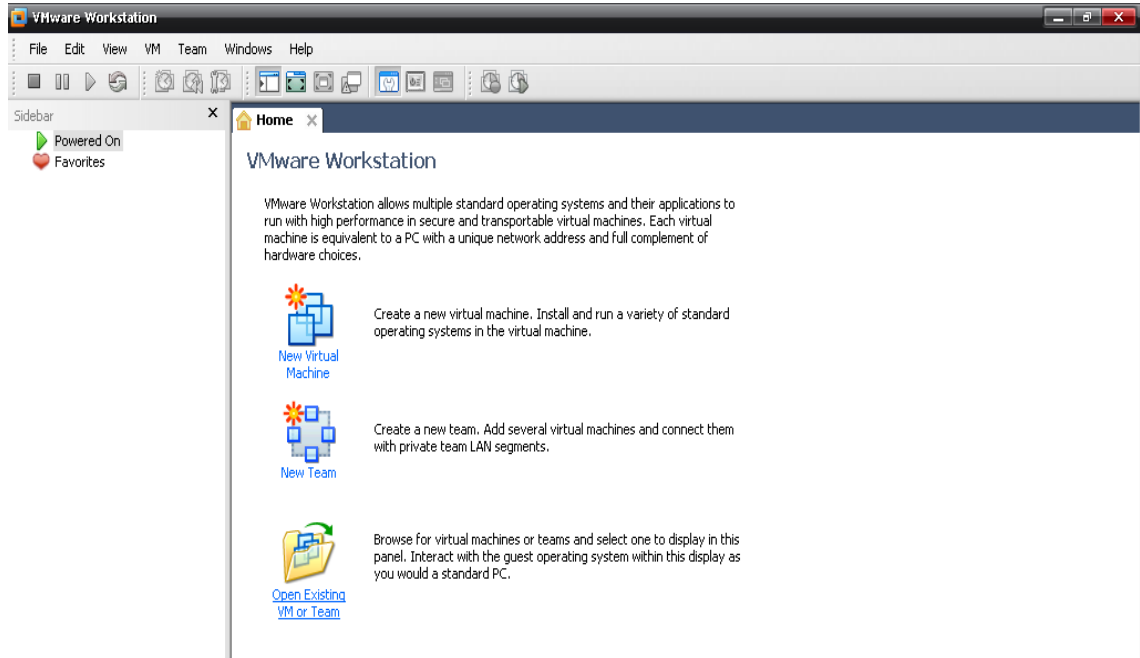 VMware Workstation
File Edit View VM Team Windows Help
Sidebar
Powered On
Favorites
Home
VMware Workstation
VMware Workstation allows multiple standard operating systems and their applications to
run with high performance in secure and transportable virtual machines. Each virtual
machine is equivalent to a PC with a unique network address and full complement of
hardware choices.
New Virtual
Machine
Create a new virtual machine. Install and run a variety of standard
operating systems in the virtual machine.
New Team
Create a new team. Add several virtual machines and connect them
with private team LAN segments.
Open Existing
VM or Team
Browse for virtual machines or teams and select one to display in this
panel. Interact with the guest operating system within this display as
you would a standard PC.